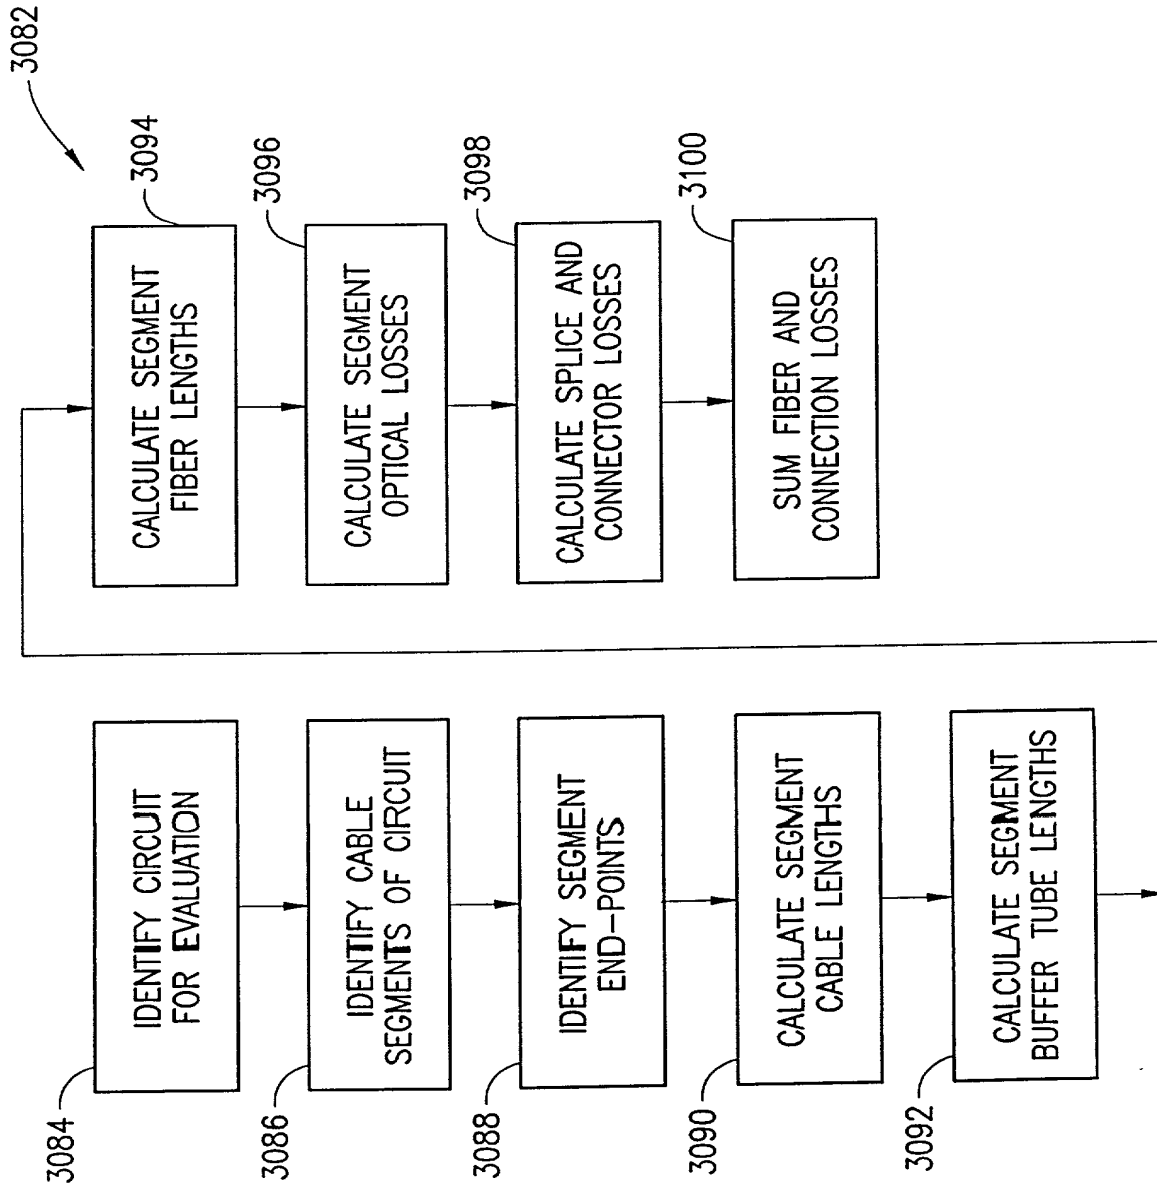 3082
3084
IDENTIFY CIRCUIT
FOR EVALUATION
3086
IDENTIFY CABLE
SEGMENTS OF CIRCUIT
3088
IDENTIFY SEGMENT
END-POINTS
3090
CALCULATE SEGMENT
CABLE LENGTHS
3092
CALCULATE SEGMENT
BUFFER TUBE LENGTHS
3094
CALCULATE SEGMENT
FIBER LENGTHS
3096
CALCULATE SEGMENT
OPTICAL LOSSES
3098
CALCULATE SPLICE AND
CONNECTOR LOSSES
3100
SUM FIBER AND
CONNECTION LOSSES